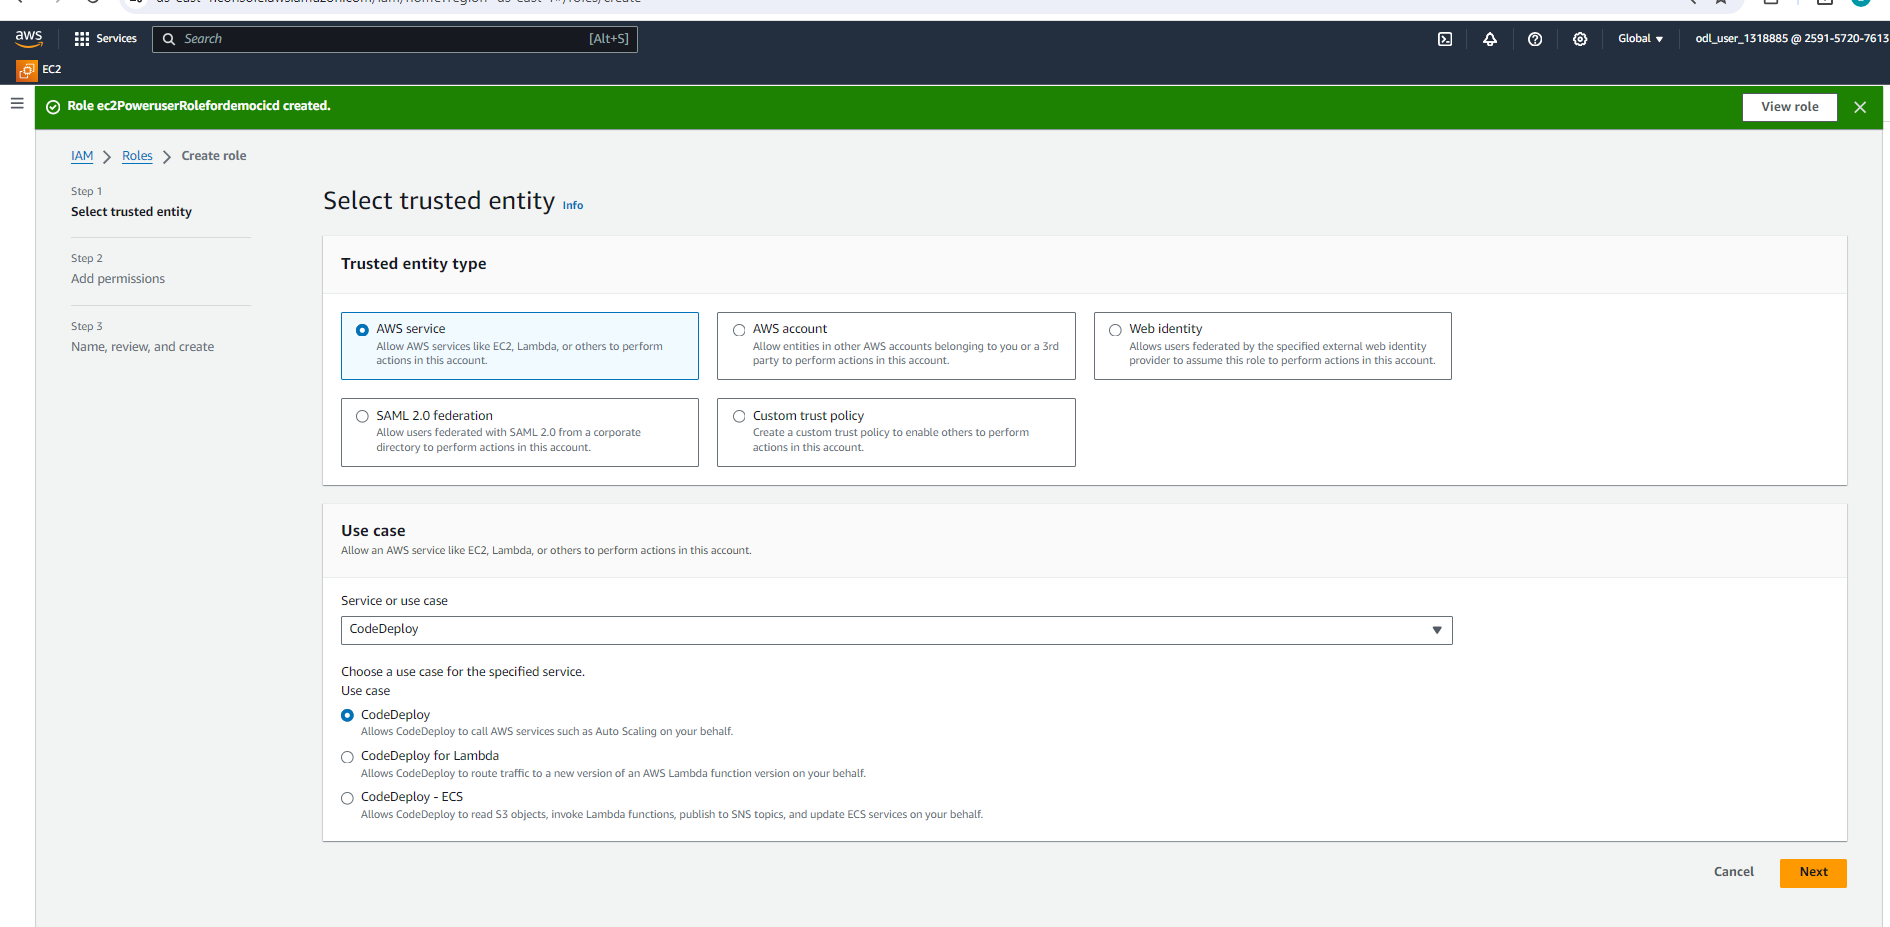 aws
Services
Search
[Alt+S]
Global
odl_user_1318885 @ 2591-5720-7613
EC2
Role ec2PoweruserRolefordemocicd created.
View role
IAM
Roles
Create role
Step 1
Select trusted entity
Step 2
Add permissions
Step 3
Name, review, and create
Select trusted entity Info
Trusted entity type
AWS service
Allow AWS services like EC2, Lambda, or others to perform
actions in this account.
AWS account
Allow entities in other AWS accounts belonging to you or a 3rd
party to perform actions in this account.
Web identity
Allows users federated by the specified external web identity
provider to assume this role to perform actions in this account.
SAML 2.0 federation
Allow users federated with SAML 2.0 from a corporate
directory to perform actions in this account.
Custom trust policy
Create a custom trust policy to enable others to perform
actions in this account.
Use case
Allow an AWS service like EC2, Lambda, or others to perform actions in this account.
Service or use case
CodeDeploy
Choose a use case for the specified service.
Use case
CodeDeploy
Allows CodeDeploy to call AWS services such as Auto Scaling on your behalf.
CodeDeploy for Lambda
Allows CodeDeploy to route traffic to a new version of an AWS Lambda function version on your behalf.
CodeDeploy - ECS
Allows CodeDeploy to read S3 objects, invoke Lambda functions, publish to SNS topics, and update ECS services on your behalf.
Cancel
Next